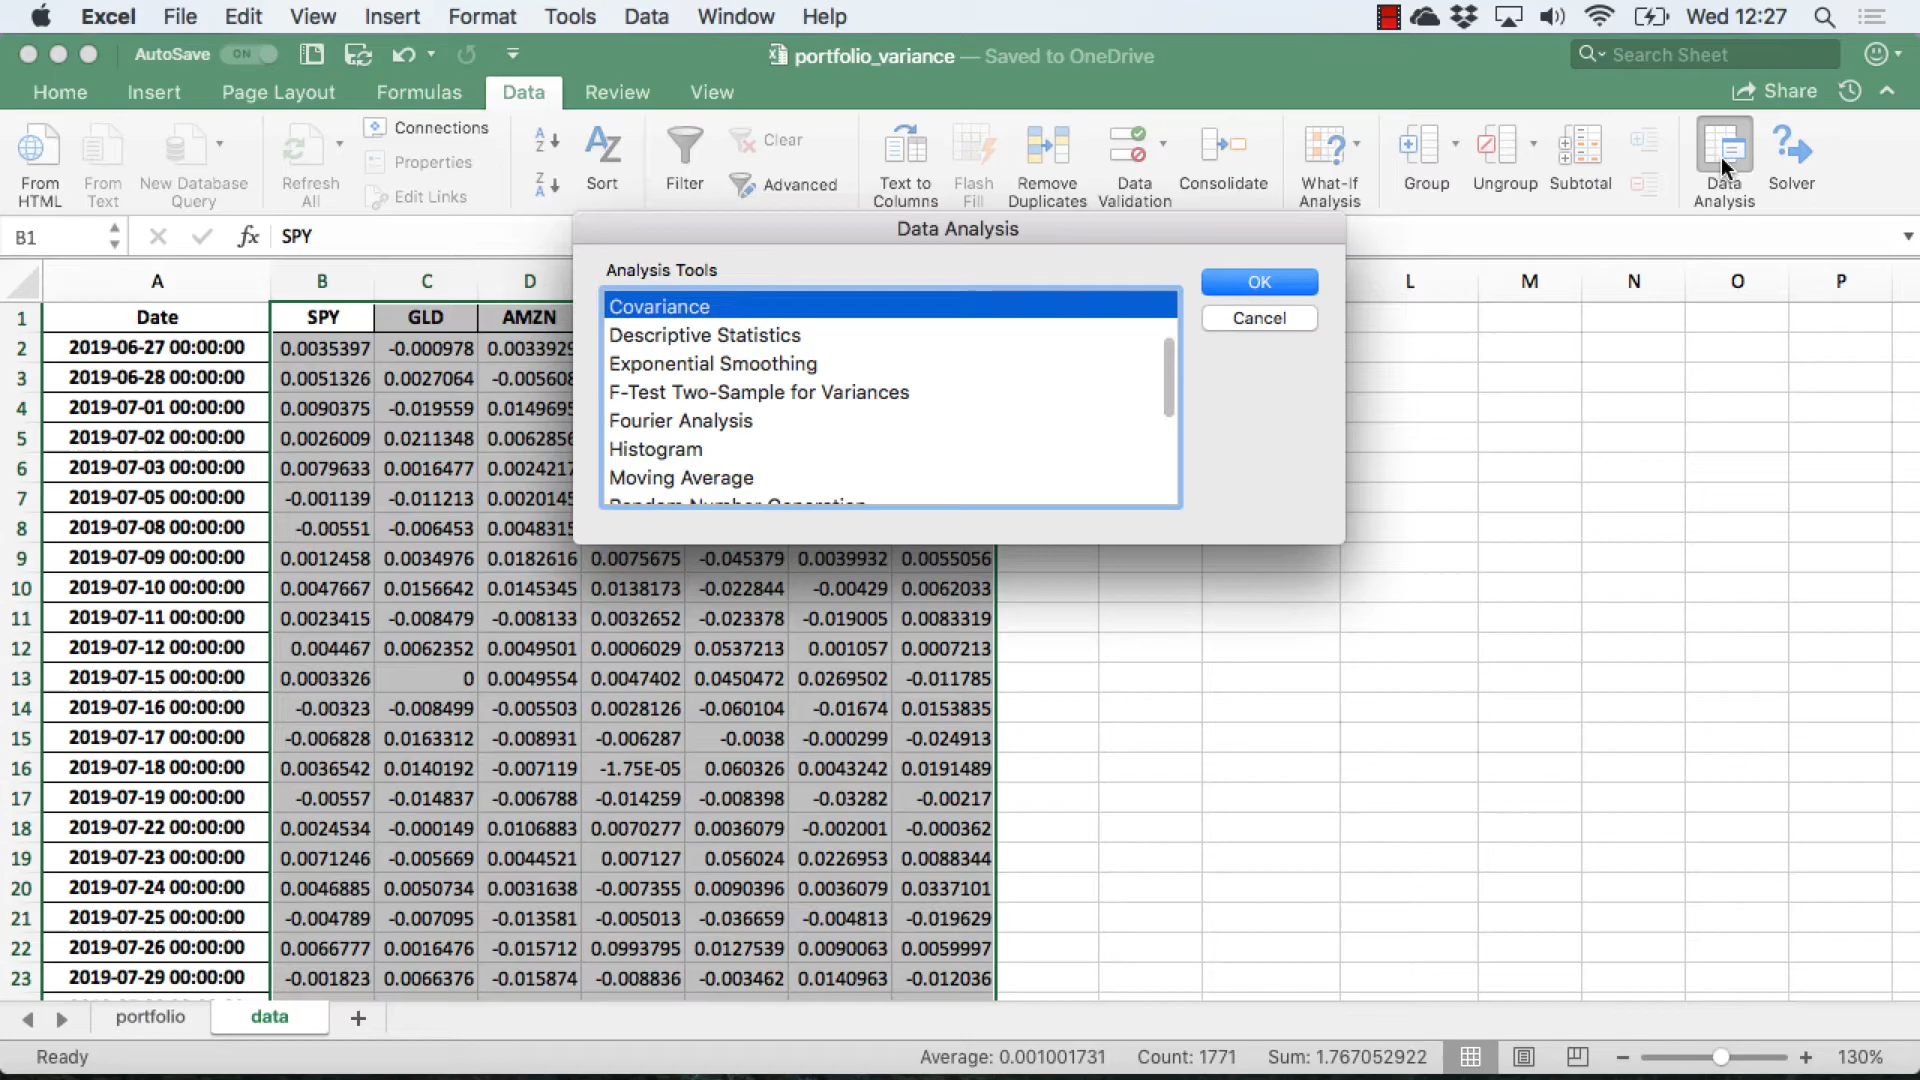 Excel File Edit View Insert Format Tools Data Window Help Wed 12:27
AutoSave ON portfolio_variance — Saved to OneDrive Search Sheet
Home Insert Page Layout Formulas Data Review View Share
From HTML From Text New Database Query Refresh All Connections Properties Edit Links Sort Filter Clear Advanced Text to Columns Flash Fill Remove Duplicates Data Validation Consolidate What-If Analysis Group Ungroup Subtotal Data Analysis Solver
B1 fx SPY
Data Analysis
Analysis Tools
Covariance
Descriptive Statistics
Exponential Smoothing
F-Test Two-Sample for Variances
Fourier Analysis
Histogram
Moving Average
Random Number Generation
OK
Cancel
A B C D L M N O P
1 Date SPY GLD AMZN
2 2019-06-27 00:00:00 0.0035397 -0.000978 0.0033929
3 2019-06-28 00:00:00 0.0051326 0.0027064 -0.005608
4 2019-07-01 00:00:00 0.0090375 -0.019559 0.0149695
5 2019-07-02 00:00:00 0.0026009 0.0211348 0.0062856
6 2019-07-03 00:00:00 0.0079633 0.0016477 0.0024217
7 2019-07-05 00:00:00 -0.001139 -0.011213 0.0020145
8 2019-07-08 00:00:00 -0.00551 -0.006453 0.0048315
9 2019-07-09 00:00:00 0.0012458 0.0034976 0.0182616 0.0075675 -0.045379 0.0039932 0.0055056
10 2019-07-10 00:00:00 0.0047667 0.0156642 0.0145345 0.0138173 -0.022844 -0.00429 0.0062033
11 2019-07-11 00:00:00 0.0023415 -0.008479 -0.008133 0.0032652 -0.023378 -0.019005 0.0083319
12 2019-07-12 00:00:00 0.004467 0.0062352 0.0049501 0.0006029 0.0537213 0.001057 0.0007213
13 2019-07-15 00:00:00 0.0003326 0 0.0049554 0.0047402 0.0450472 0.0269502 -0.011785
14 2019-07-16 00:00:00 -0.00323 -0.008499 -0.005503 0.0028126 -0.060104 -0.01674 0.0153835
15 2019-07-17 00:00:00 -0.006828 0.0163312 -0.008931 -0.006287 -0.0038 -0.000299 -0.024913
16 2019-07-18 00:00:00 0.0036542 0.0140192 -0.007119 -1.75E-05 0.060326 0.0043242 0.0191489
17 2019-07-19 00:00:00 -0.00557 -0.014837 -0.006788 -0.014259 -0.008398 -0.03282 -0.00217
18 2019-07-22 00:00:00 0.0024534 -0.000149 0.0106883 0.0070277 0.0036079 -0.002001 -0.000362
19 2019-07-23 00:00:00 0.0071246 -0.005669 0.0044521 0.007127 0.056024 0.0226953 0.0088344
20 2019-07-24 00:00:00 0.0046885 0.0050734 0.0031638 -0.007355 0.0090396 0.0036079 0.0337101
21 2019-07-25 00:00:00 -0.004789 -0.007095 -0.013581 -0.005013 -0.036659 -0.004813 -0.019629
22 2019-07-26 00:00:00 0.0066777 0.0016476 -0.015712 0.0993795 0.0127539 0.0090063 0.0059997
23 2019-07-29 00:00:00 -0.001823 0.0066376 -0.015874 -0.008836 -0.003462 0.0140963 -0.012036
portfolio data +
Ready Average: 0.001001731 Count: 1771 Sum: 1.767052922 130%